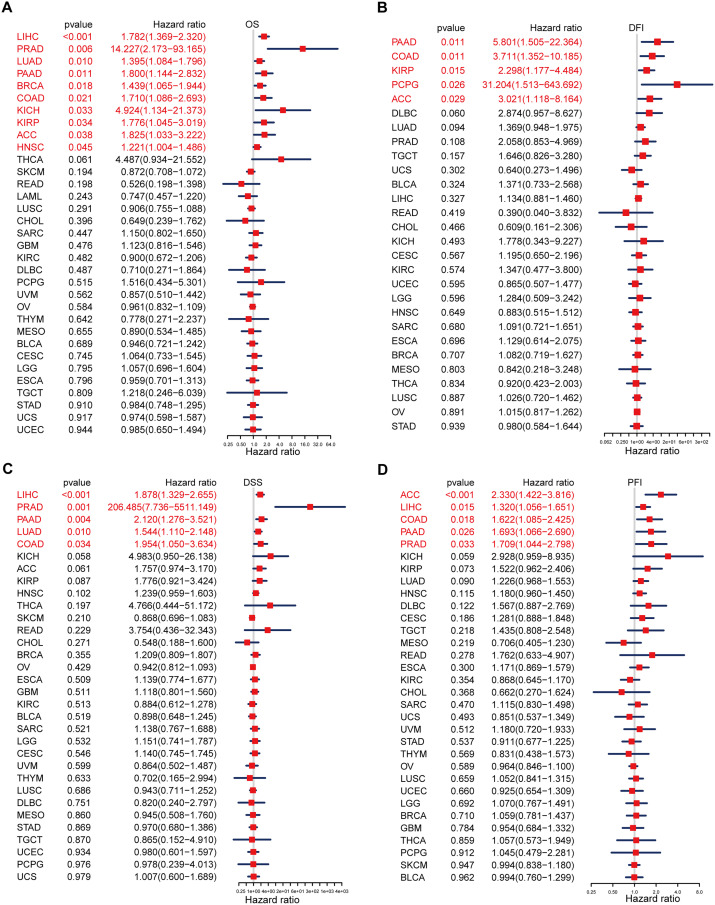 A
pvalue Hazard ratio OS
LIHC <0.001 1.782(1.369−2.320)
PRAD 0.006 14.227(2.173−93.165)
LUAD 0.010 1.395(1.084−1.796)
PAAD 0.011 1.800(1.144−2.832)
BRCA 0.018 1.439(1.065−1.944)
COAD 0.021 1.710(1.086−2.693)
KICH 0.033 4.924(1.134−21.373)
KIRP 0.034 1.776(1.045−3.019)
ACC 0.038 1.825(1.033−3.222)
HNSC 0.045 1.221(1.004−1.486)
THCA 0.061 4.487(0.934−21.552)
SKCM 0.194 0.872(0.708−1.072)
READ 0.198 0.526(0.198−1.398)
LAML 0.243 0.747(0.457−1.220)
LUSC 0.291 0.906(0.755−1.088)
CHOL 0.396 0.649(0.239−1.762)
SARC 0.447 1.150(0.802−1.650)
GBM 0.476 1.123(0.816−1.546)
KIRC 0.482 0.900(0.672−1.206)
DLBC 0.487 0.710(0.271−1.864)
PCPG 0.515 1.516(0.434−5.301)
UVM 0.562 0.857(0.510−1.442)
OV 0.584 0.961(0.832−1.109)
THYM 0.642 0.778(0.271−2.237)
MESO 0.655 0.890(0.534−1.485)
BLCA 0.689 0.946(0.721−1.242)
CESC 0.745 1.064(0.733−1.545)
LGG 0.795 1.057(0.696−1.604)
ESCA 0.796 0.959(0.701−1.313)
TGCT 0.809 1.218(0.246−6.039)
STAD 0.910 0.984(0.748−1.295)
UCS 0.917 0.974(0.598−1.587)
UCEC 0.944 0.985(0.650−1.494)
0.25 1.0 4.0 16.0 64.0
Hazard ratio
B
pvalue Hazard ratio DFI
PAAD 0.011 5.801(1.505−22.364)
COAD 0.011 3.711(1.352−10.185)
KIRP 0.015 2.298(1.177−4.484)
PCPG 0.026 31.204(1.513−643.692)
ACC 0.029 3.021(1.118−8.164)
DLBC 0.060 2.874(0.957−8.627)
LUAD 0.094 1.369(0.948−1.975)
PRAD 0.108 2.058(0.853−4.969)
TGCT 0.157 1.646(0.826−3.280)
UCS 0.302 0.640(0.273−1.496)
BLCA 0.324 1.371(0.733−2.568)
LIHC 0.327 1.134(0.881−1.460)
READ 0.419 0.390(0.040−3.832)
CHOL 0.466 0.609(0.161−2.306)
KICH 0.493 1.778(0.343−9.227)
CESC 0.567 1.195(0.650−2.196)
KIRC 0.574 1.347(0.477−3.800)
UCEC 0.595 0.865(0.507−1.477)
LGG 0.596 1.284(0.509−3.242)
HNSC 0.649 0.883(0.515−1.512)
SARC 0.680 1.091(0.721−1.651)
ESCA 0.696 1.129(0.614−2.075)
BRCA 0.707 1.082(0.719−1.627)
MESO 0.803 0.842(0.218−3.248)
THCA 0.834 0.920(0.423−2.003)
LUSC 0.887 1.026(0.720−1.462)
OV 0.891 1.015(0.817−1.262)
STAD 0.939 0.980(0.584−1.644)
Hazard ratio
C
pvalue Hazard ratio DSS
LIHC <0.001 1.878(1.329−2.655)
PRAD 0.001 206.485(7.736−5511.149)
PAAD 0.004 2.120(1.276−3.521)
LUAD 0.010 1.544(1.110−2.148)
COAD 0.034 1.954(1.050−3.634)
KICH 0.058 4.983(0.950−26.138)
ACC 0.061 1.757(0.974−3.170)
KIRP 0.087 1.776(0.921−3.424)
HNSC 0.102 1.239(0.959−1.603)
THCA 0.197 4.766(0.444−51.172)
SKCM 0.210 0.868(0.696−1.083)
READ 0.229 3.754(0.436−32.343)
CHOL 0.271 0.548(0.188−1.600)
BRCA 0.355 1.209(0.809−1.807)
OV 0.429 0.942(0.812−1.093)
ESCA 0.509 1.139(0.774−1.677)
GBM 0.511 1.118(0.801−1.560)
KIRC 0.513 0.884(0.612−1.278)
BLCA 0.519 0.898(0.648−1.245)
SARC 0.521 1.138(0.767−1.688)
LGG 0.532 1.151(0.741−1.787)
CESC 0.546 1.140(0.745−1.745)
UVM 0.599 0.864(0.502−1.487)
THYM 0.633 0.702(0.165−2.994)
LUSC 0.686 0.943(0.711−1.252)
DLBC 0.751 0.820(0.240−2.797)
MESO 0.860 0.945(0.508−1.760)
STAD 0.869 0.970(0.680−1.386)
TGCT 0.870 0.865(0.152−4.910)
UCEC 0.934 0.980(0.601−1.597)
PCPG 0.976 0.978(0.239−4.013)
UCS 0.979 1.007(0.600−1.689)
Hazard ratio
D
pvalue Hazard ratio PFI
ACC <0.001 2.330(1.422−3.816)
LIHC 0.015 1.320(1.056−1.651)
COAD 0.018 1.622(1.085−2.425)
PAAD 0.026 1.693(1.066−2.690)
PRAD 0.033 1.709(1.044−2.798)
KICH 0.059 2.928(0.959−8.935)
KIRP 0.073 1.522(0.962−2.406)
LUAD 0.090 1.226(0.968−1.553)
HNSC 0.115 1.180(0.960−1.450)
DLBC 0.122 1.567(0.887−2.769)
CESC 0.186 1.281(0.888−1.848)
TGCT 0.218 1.435(0.808−2.548)
MESO 0.219 0.706(0.405−1.230)
READ 0.278 1.762(0.633−4.907)
ESCA 0.300 1.171(0.869−1.579)
KIRC 0.354 0.868(0.645−1.170)
CHOL 0.368 0.662(0.270−1.624)
SARC 0.470 1.115(0.830−1.498)
UCS 0.493 0.851(0.537−1.349)
UVM 0.512 1.180(0.720−1.933)
STAD 0.537 0.911(0.677−1.225)
THYM 0.569 0.831(0.438−1.573)
OV 0.589 0.964(0.846−1.100)
LUSC 0.659 1.052(0.841−1.315)
UCEC 0.660 0.925(0.654−1.309)
LGG 0.692 1.070(0.767−1.491)
BRCA 0.710 1.059(0.781−1.437)
GBM 0.784 0.954(0.684−1.332)
THCA 0.859 1.057(0.573−1.949)
PCPG 0.912 1.045(0.479−2.281)
SKCM 0.947 0.994(0.838−1.180)
BLCA 0.962 0.994(0.760−1.299)
0.25 0.50 1.0 2.0 4.0
Hazard ratio